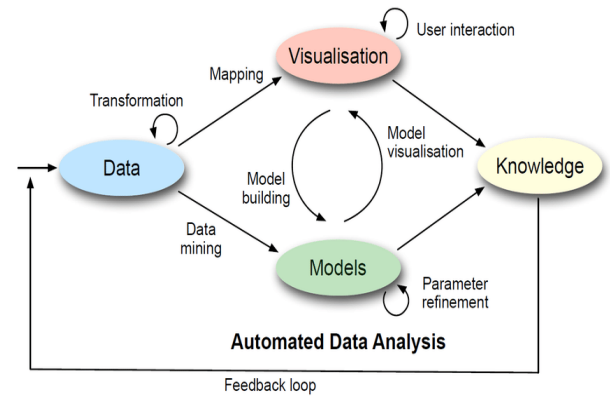 User interaction
Visualisation
Mapping
Transformation
Data
Model
visualisation
Model
building
Knowledge
Data
mining
Models
Parameter
refinement
Automated Data Analysis
Feedback loop